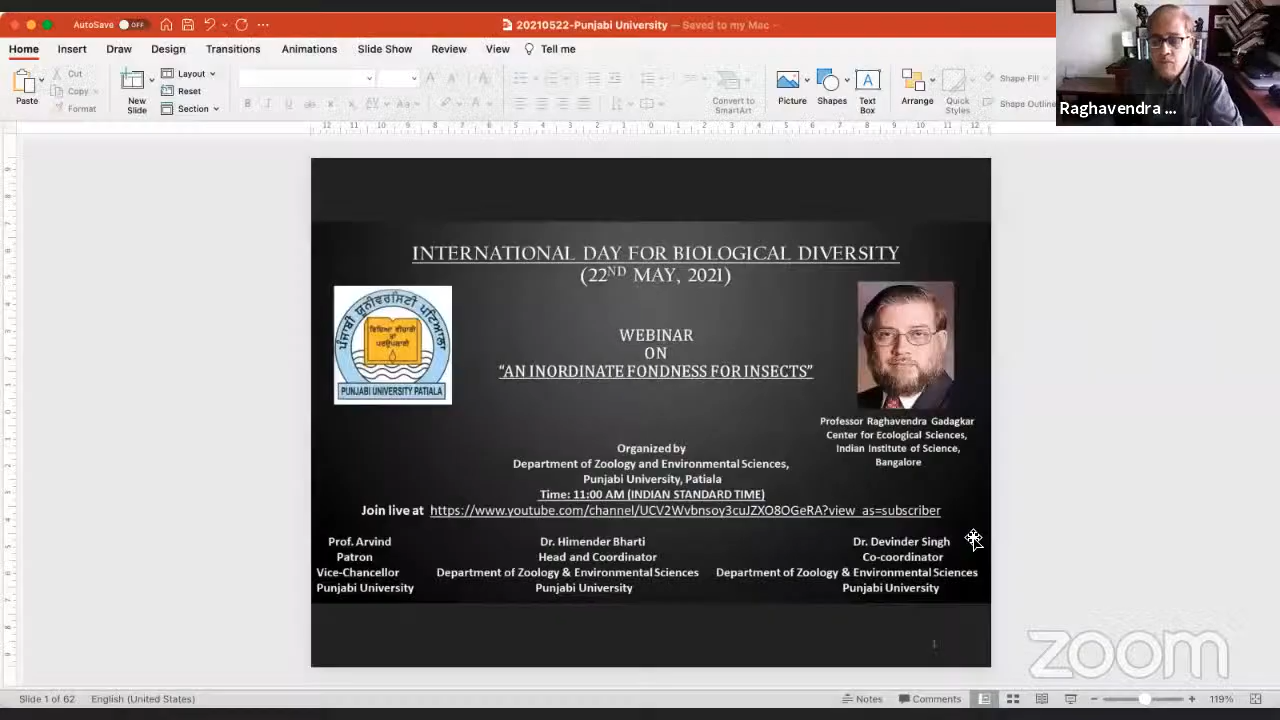 AutoSave OFF
20210522-Punjabi University — Saved to my Mac
Home Insert Draw Design Transitions Animations Slide Show Review View Tell me
Paste
Cut
Copy
Format
New Slide
Layout
Reset
Section
Convert to SmartArt
Picture
Shapes
Text Box
Arrange
Quick Styles
Shape Fill
Shape Outline
Raghavendra ...
INTERNATIONAL DAY FOR BIOLOGICAL DIVERSITY
(22ND MAY, 2021)
ਪੰਜਾਬੀ ਯੂਨੀਵਰਸਿਟੀ ਪਟਿਆਲਾ
ਵਿਦਿਆ ਵੀਚਾਰੀ
ਤਾਂ
ਪਰਉਪਕਾਰੀ
PUNJABI UNIVERSITY PATIALA
WEBINAR
ON
“AN INORDINATE FONDNESS FOR INSECTS”
Professor Raghavendra Gadagkar
Center for Ecological Sciences,
Indian Institute of Science,
Bangalore
Organized by
Department of Zoology and Environmental Sciences,
Punjabi University, Patiala
Time: 11:00 AM (INDIAN STANDARD TIME)
Join live at https://www.youtube.com/channel/UCV2Wvbnsoy3cuJZXO8OGeRA?view_as=subscriber
Prof. Arvind
Patron
Vice-Chancellor
Punjabi University
Dr. Himender Bharti
Head and Coordinator
Department of Zoology & Environmental Sciences
Punjabi University
Dr. Devinder Singh
Co-coordinator
Department of Zoology & Environmental Sciences
Punjabi University
1
zoom
Slide 1 of 62 English (United States) Notes Comments 119%